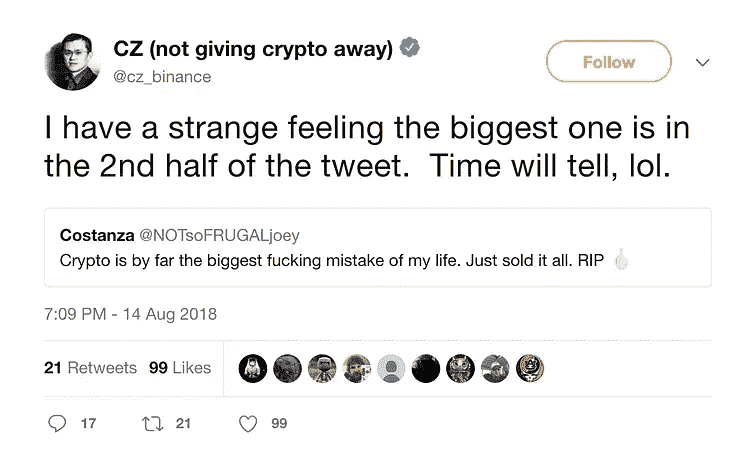 CZ (not giving crypto away)
@cz_binance
Follow
I have a strange feeling the biggest one is in
the 2nd half of the tweet.  Time will tell, lol.
Costanza @NOTsoFRUGALjoey
Crypto is by far the biggest fucking mistake of my life. Just sold it all. RIP
7:09 PM - 14 Aug 2018
21 Retweets 99 Likes
17 21 99